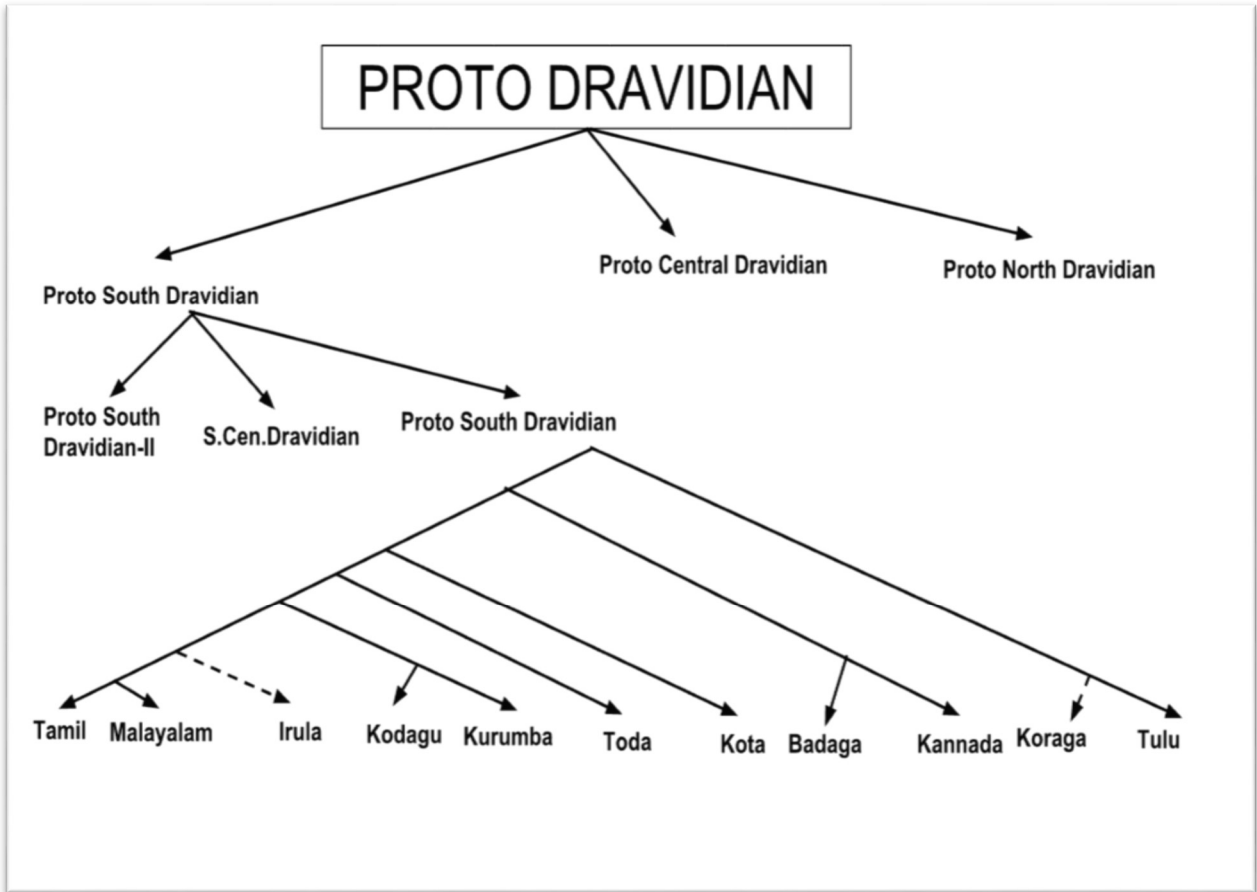 PROTO DRAVIDIAN
Proto Central Dravidian
Proto North Dravidian
Proto South Dravidian
Proto South
Dravidian-II
S.Cen.Dravidian
Proto South Dravidian
Tamil
Malayalam
Irula
Kodagu
Kurumba
Toda
Kota
Badaga
Kannada
Koraga
Tulu